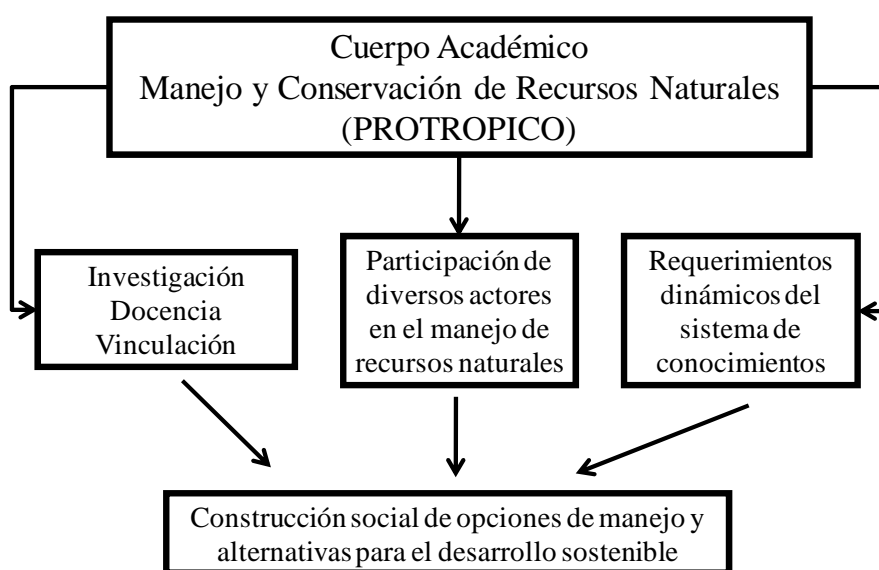 Cuerpo Académico
Manejo y Conservación de Recursos Naturales
(PROTROPICO)
Investigación
Docencia
Vinculación
Participación de
diversos actores
en el manejo de
recursos naturales
Requerimientos
dinámicos del
sistema de
conocimientos
Construcción social de opciones de manejo y
alternativas para el desarrollo sostenible